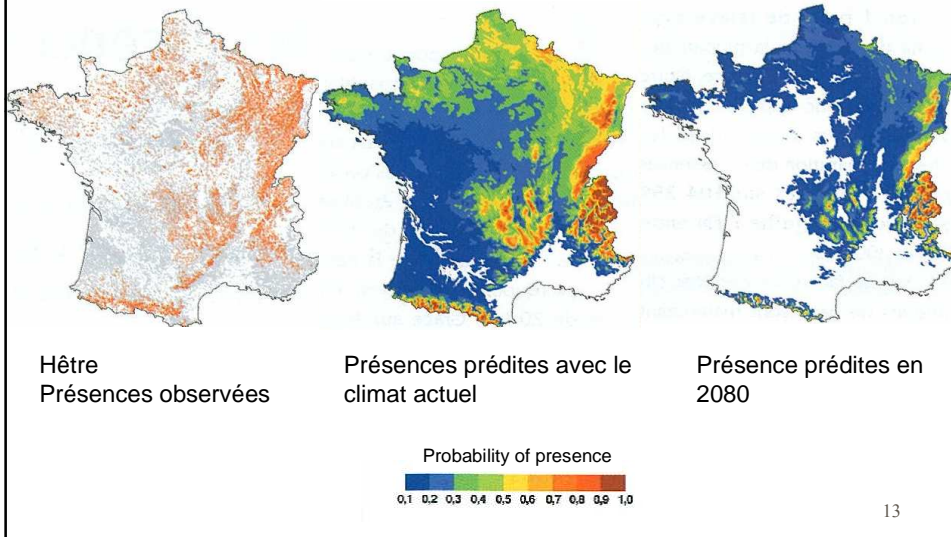 Hêtre
Présences observées
Présences prédites avec le
climat actuel
Présence prédites en
2080
Probability of presence
0,1 0,2 0,3 0,4 0,5 0,6 0,7 0,8 0,9 1,0
13